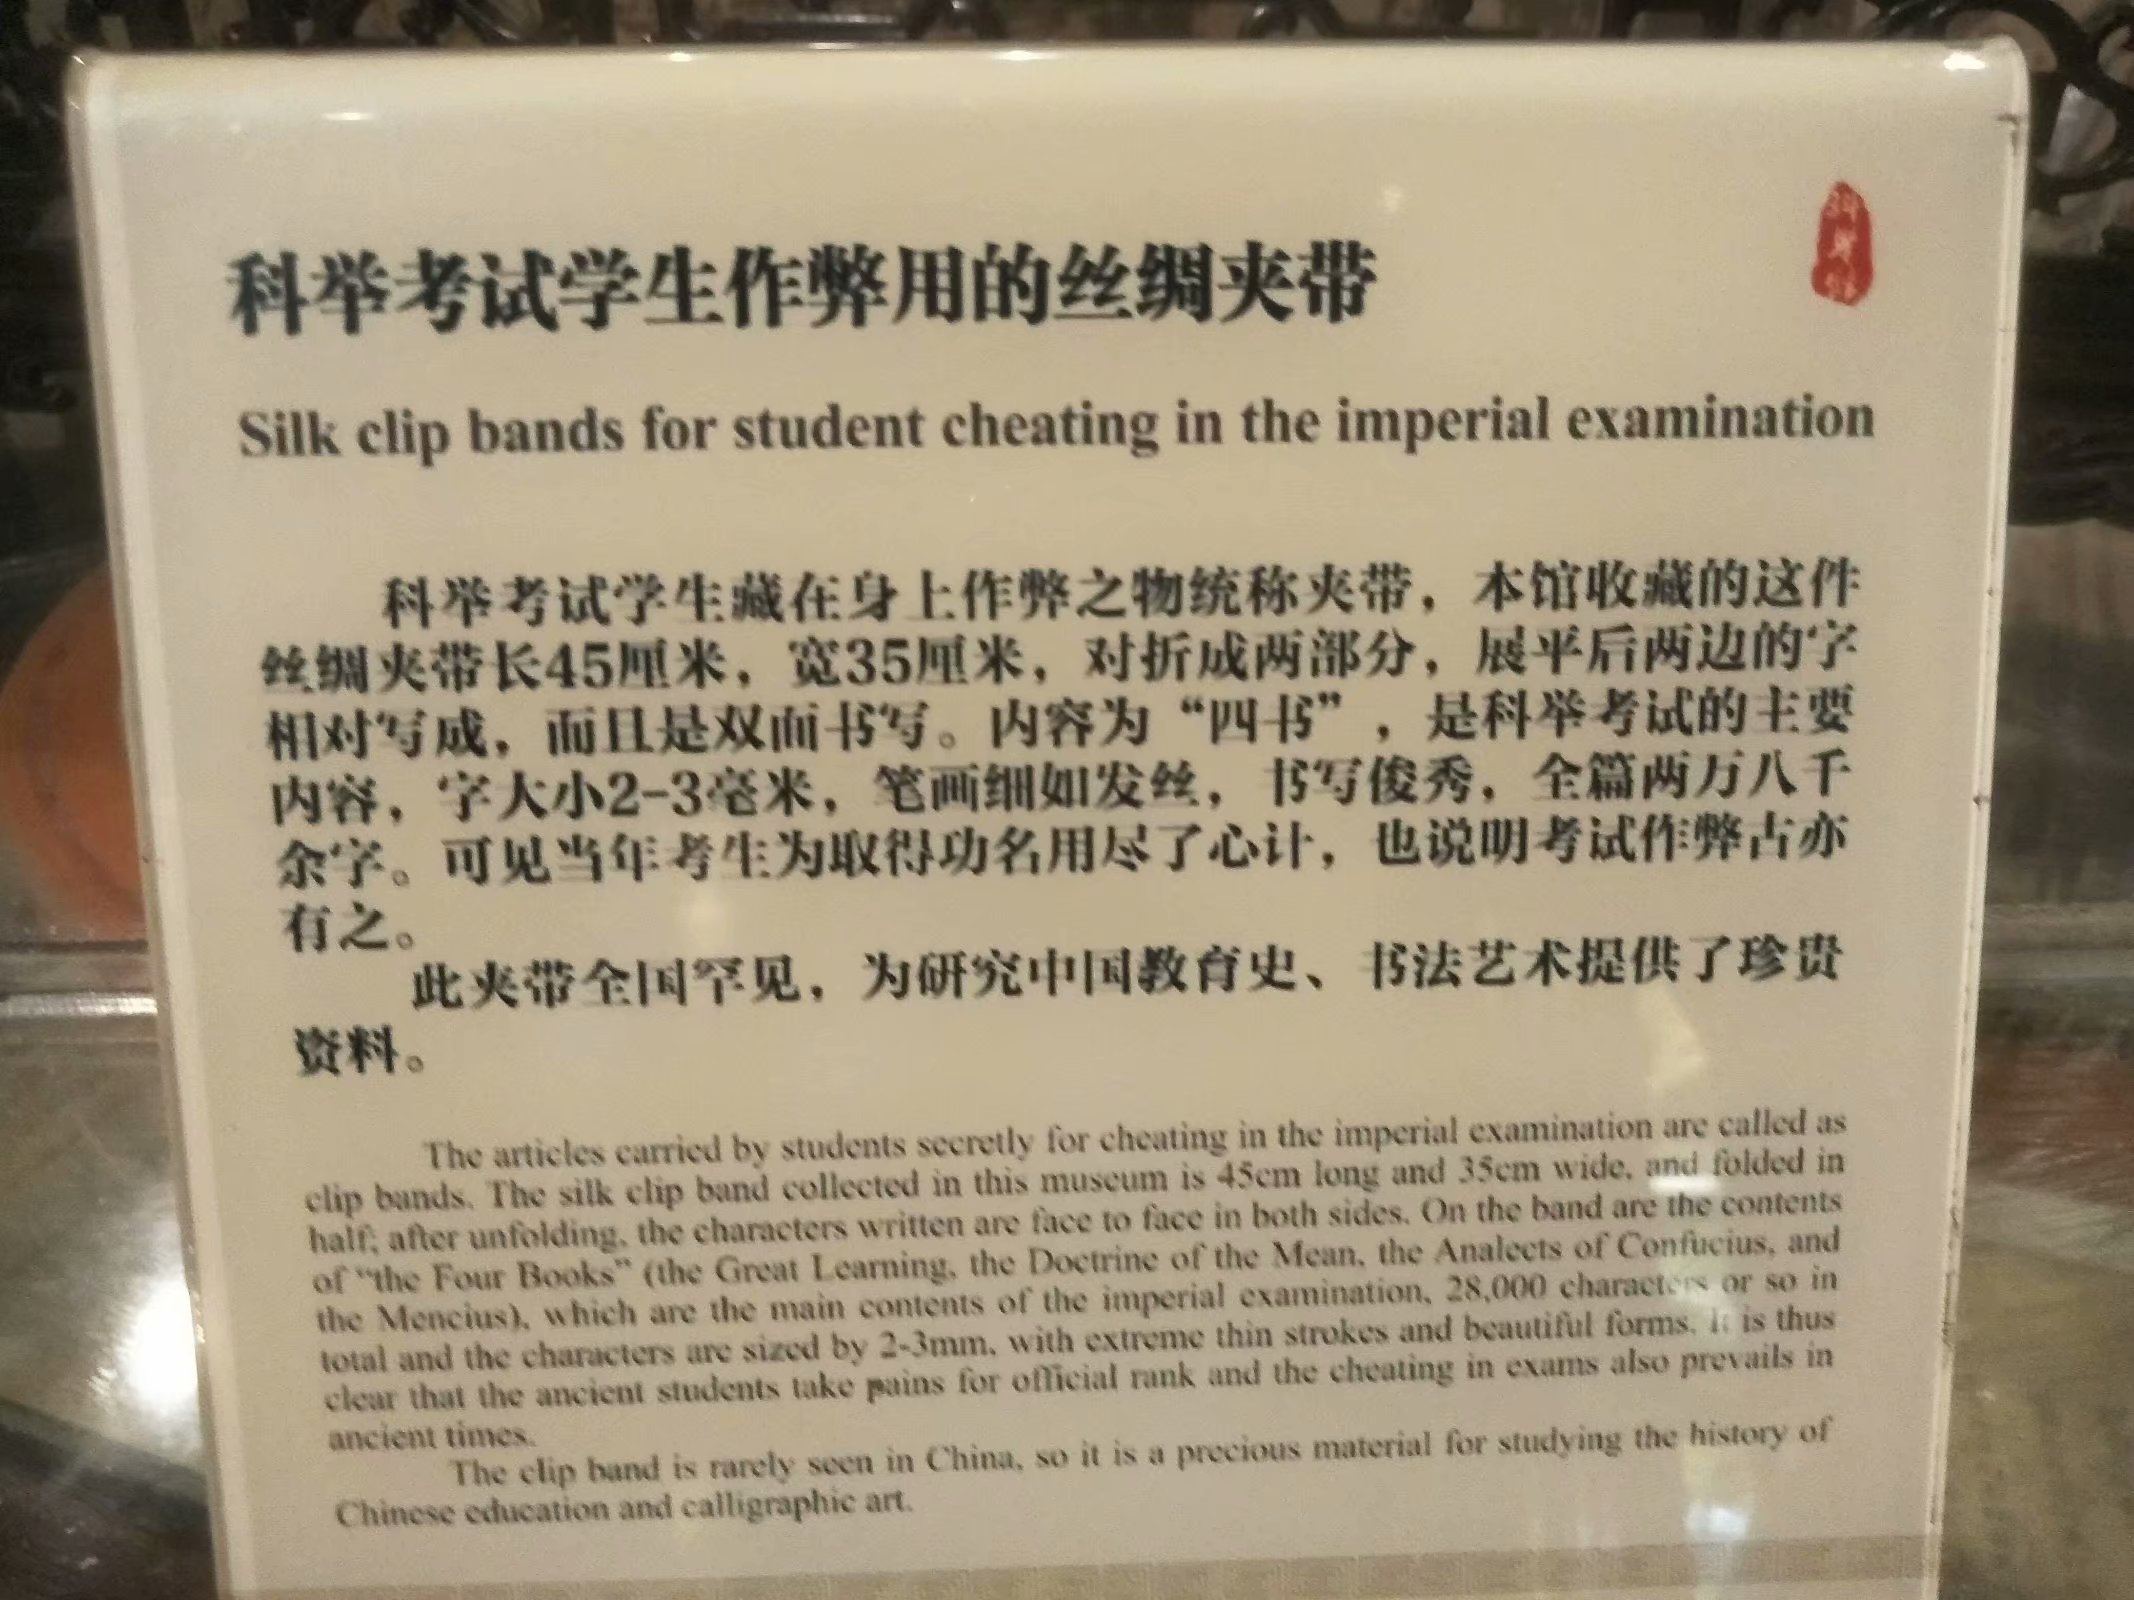 科举考试学生作弊用的丝绸夹带
Silk clip bands for student cheating in the imperial examination
科举考试学生藏在身上作弊之物统称夹带，本馆收藏的这件
丝绸夹带长45厘米，宽35厘米，对折成两部分，展平后两边的字
相对写成，而且是双面书写。内容为“四书”，是科举考试的主要
内容，字大小2-3毫米，笔画细如发丝，书写俊秀，全篇两万八千
余字。可见当年考生为取得功名用尽了心计，也说明考试作弊古亦
有之。
此夹带全国罕见，为研究中国教育史、书法艺术提供了珍贵
资料。
The articles carried by students secretly for cheating in the imperial examination are called as
clip bands. The silk clip band collected in this museum is 45cm long and 35cm wide, and folded in
half; after unfolding, the characters written are face to face in both sides. On the band are the contents
of “the Four Books” (the Great Learning, the Doctrine of the Mean, the Analects of Confucius, and
the Mencius), which are the main contents of the imperial examination, 28,000 characters or so in
total and the characters are sized by 2-3mm, with extreme thin strokes and beautiful forms. It is thus
clear that the ancient students take pains for official rank and the cheating in exams also prevails in
ancient times.
The clip band is rarely seen in China, so it is a precious material for studying the history of
Chinese education and calligraphic art.